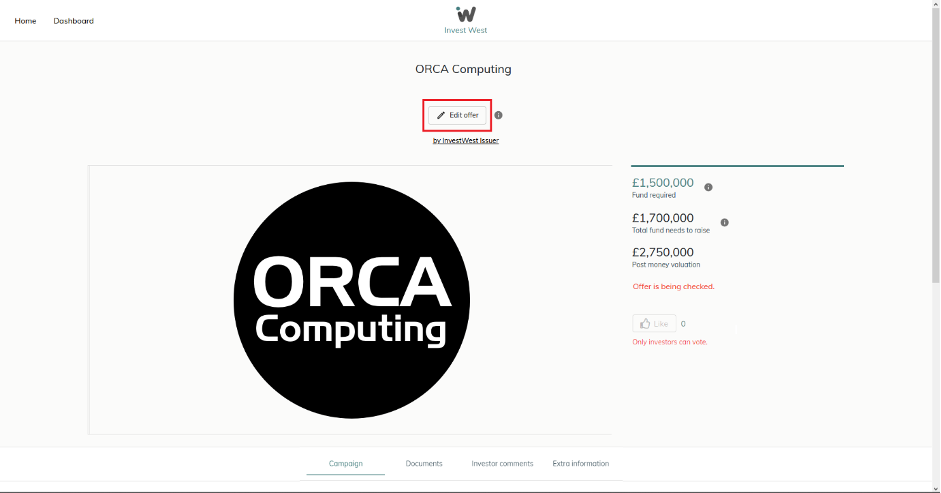 Home
Dashboard
Invest West
ORCA Computing
Edit offer
by InvestWest Issuer
ORCA
Computing
£1,500,000
Fund required
£1,700,000
Total fund needs to raise
£2,750,000
Post money valuation
Offer is being checked.
Like
0
Only investors can vote.
Campaign
Documents
Investor comments
Extra information